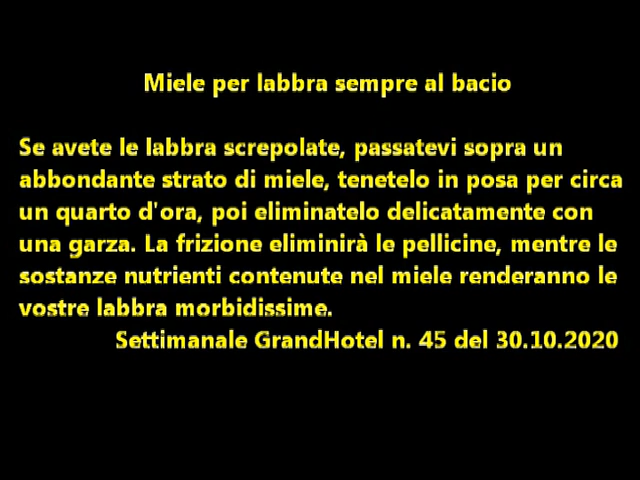 Miele per labbra sempre al bacio
Se avete le labbra screpolate, passatevi sopra un
abbondante strato di miele, tenetelo in posa per circa
un quarto d'ora, poi eliminatelo delicatamente con
una garza. La frizione eliminirà le pellicine, mentre le
sostanze nutrienti contenute nel miele renderanno le
vostre labbra morbidissime.
Settimanale GrandHotel n. 45 del 30.10.2020